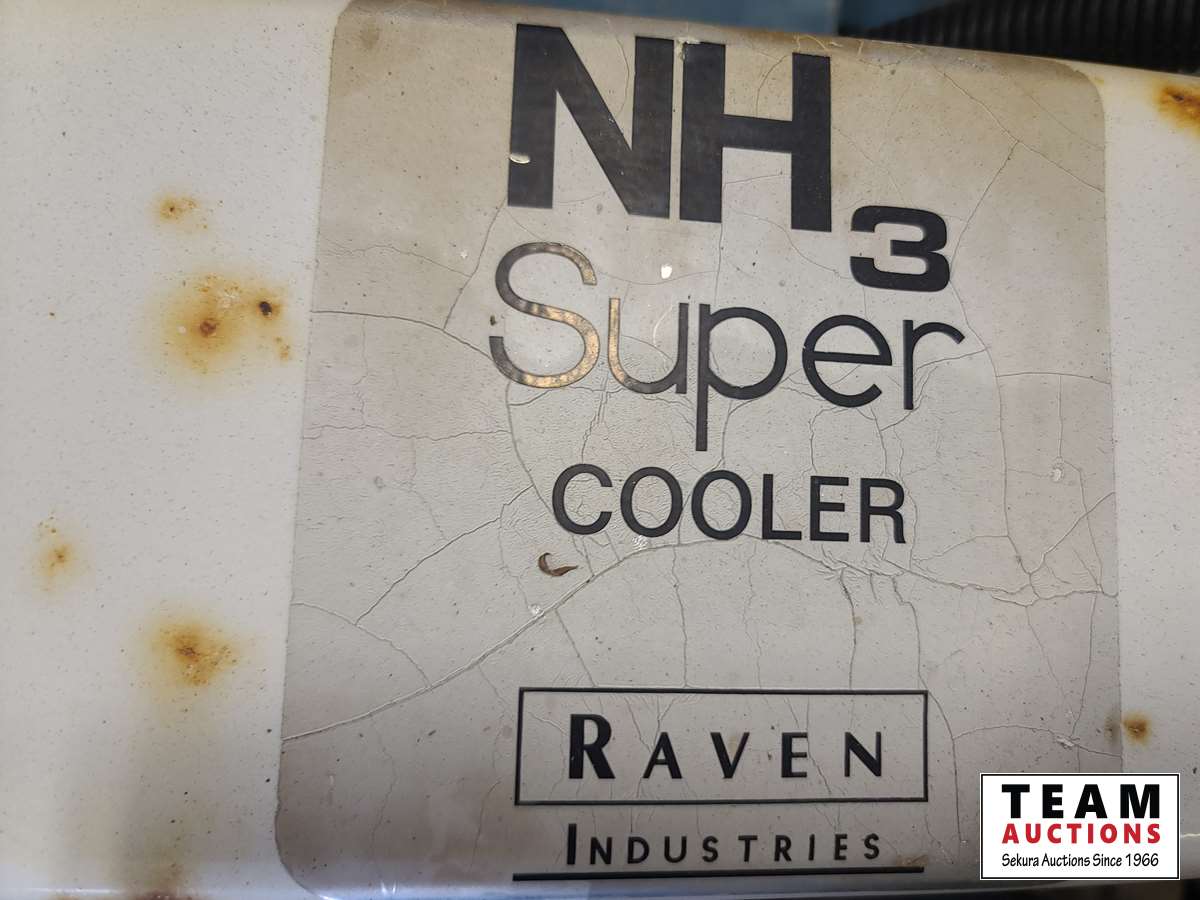 NH3
Super
COOLER
RAVEN
INDUSTRIES
TEAM
AUCTIONS
Sekura Auctions Since 1966